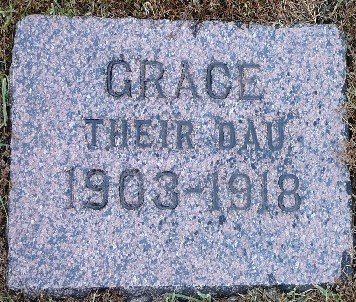 GRACE
THEIR DAU
1903-1918